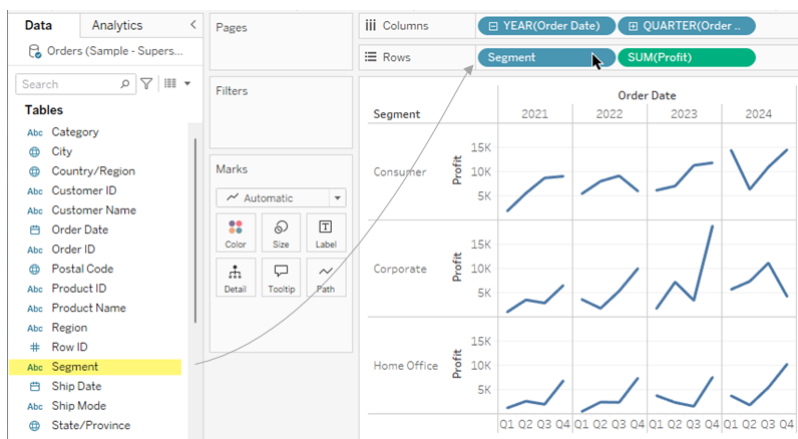 Data
Analytics
Orders (Sample - Supers...
Search
Tables
Abc Category
City
Country/Region
Abc Customer ID
Abc Customer Name
Order Date
Abc Order ID
Postal Code
Abc Product ID
Abc Product Name
Abc Region
# Row ID
Abc Segment
Ship Date
Abc Ship Mode
State/Province
Pages
Filters
Marks
Automatic
Color Size Label
Detail Tooltip Path
Columns YEAR(Order Date) QUARTER(Order ..
Rows Segment SUM(Profit)
Order Date
Segment 2021 2022 2023 2024
Consumer
Profit
15K
10K
5K
Corporate
Profit
15K
10K
5K
Home Office
Profit
15K
10K
5K
Q1 Q2 Q3 Q4 Q1 Q2 Q3 Q4 Q1 Q2 Q3 Q4 Q1 Q2 Q3 Q4